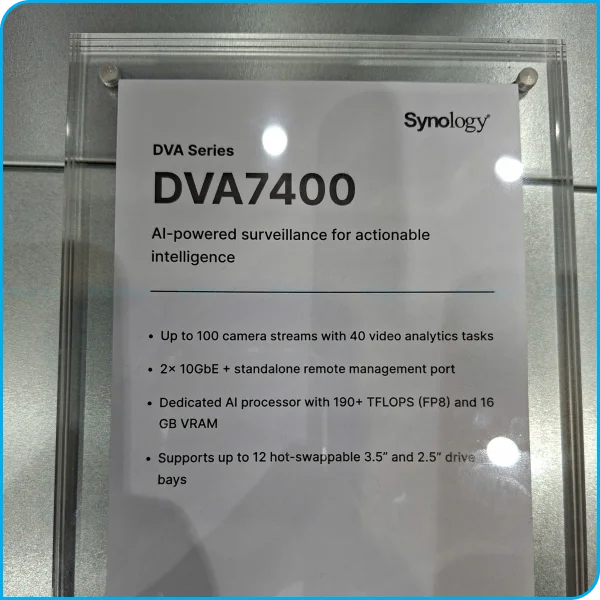 Synology®
DVA Series
DVA7400
AI-powered surveillance for actionable
intelligence
• Up to 100 camera streams with 40 video analytics tasks
• 2× 10GbE + standalone remote management port
• Dedicated AI processor with 190+ TFLOPS (FP8) and 16
GB VRAM
• Supports up to 12 hot-swappable 3.5” and 2.5” drive
bays